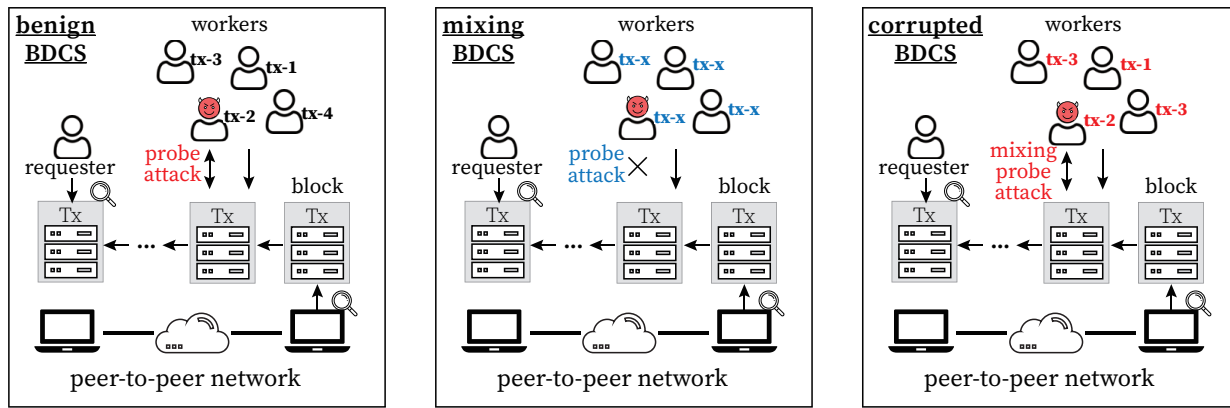 benign
BDCS
workers
tx-3
tx-1
tx-2
tx-4
requester
probe
attack
block
Tx
Tx
Tx
...
peer-to-peer network
mixing
BDCS
workers
tx-x
tx-x
tx-x
tx-x
requester
probe
attack
block
Tx
Tx
Tx
...
peer-to-peer network
corrupted
BDCS
workers
tx-3
tx-1
tx-2
tx-3
requester
mixing
probe
attack
block
Tx
Tx
Tx
...
peer-to-peer network